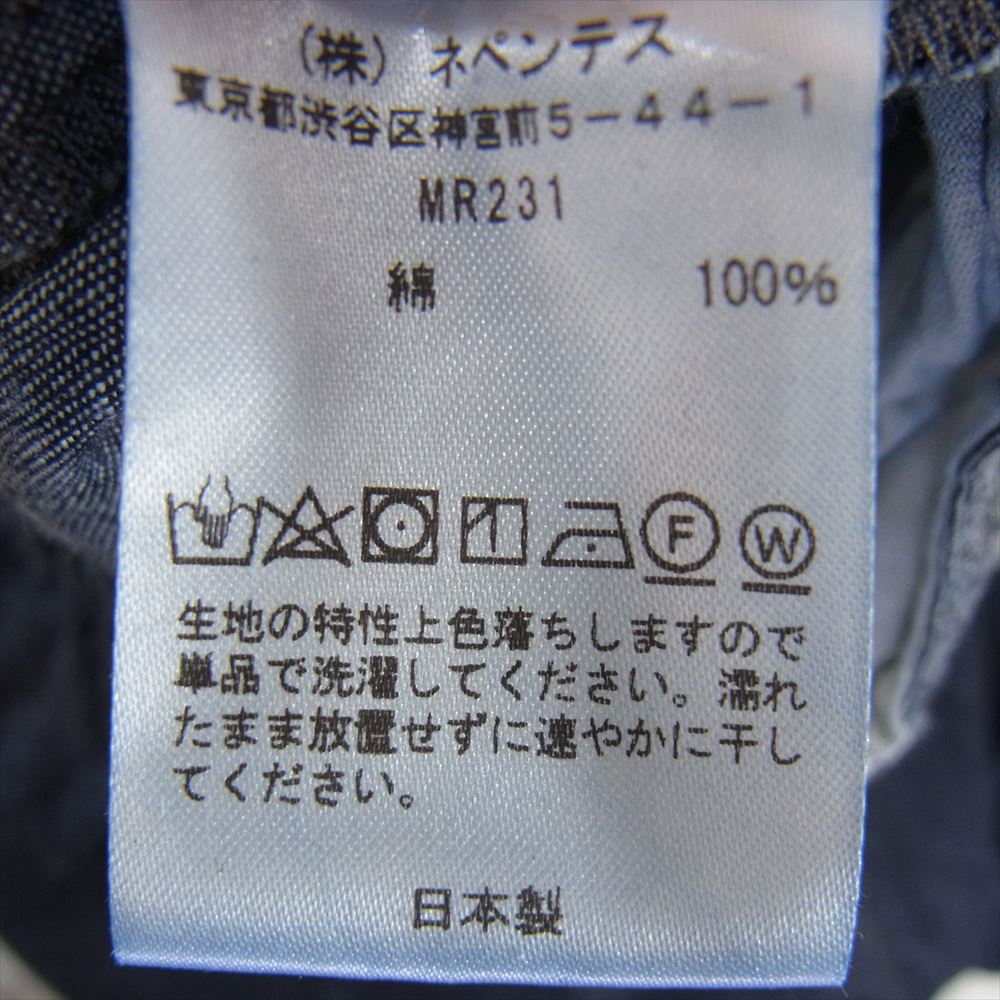 (株) ネペンテス
東京都渋谷区神宮前5-44-1
MR231
綿 100%
F W
生地の特性上色落ちしますので
単品で洗濯してください。濡れ
たまま放置せずに速やかに干し
てください。
日本製